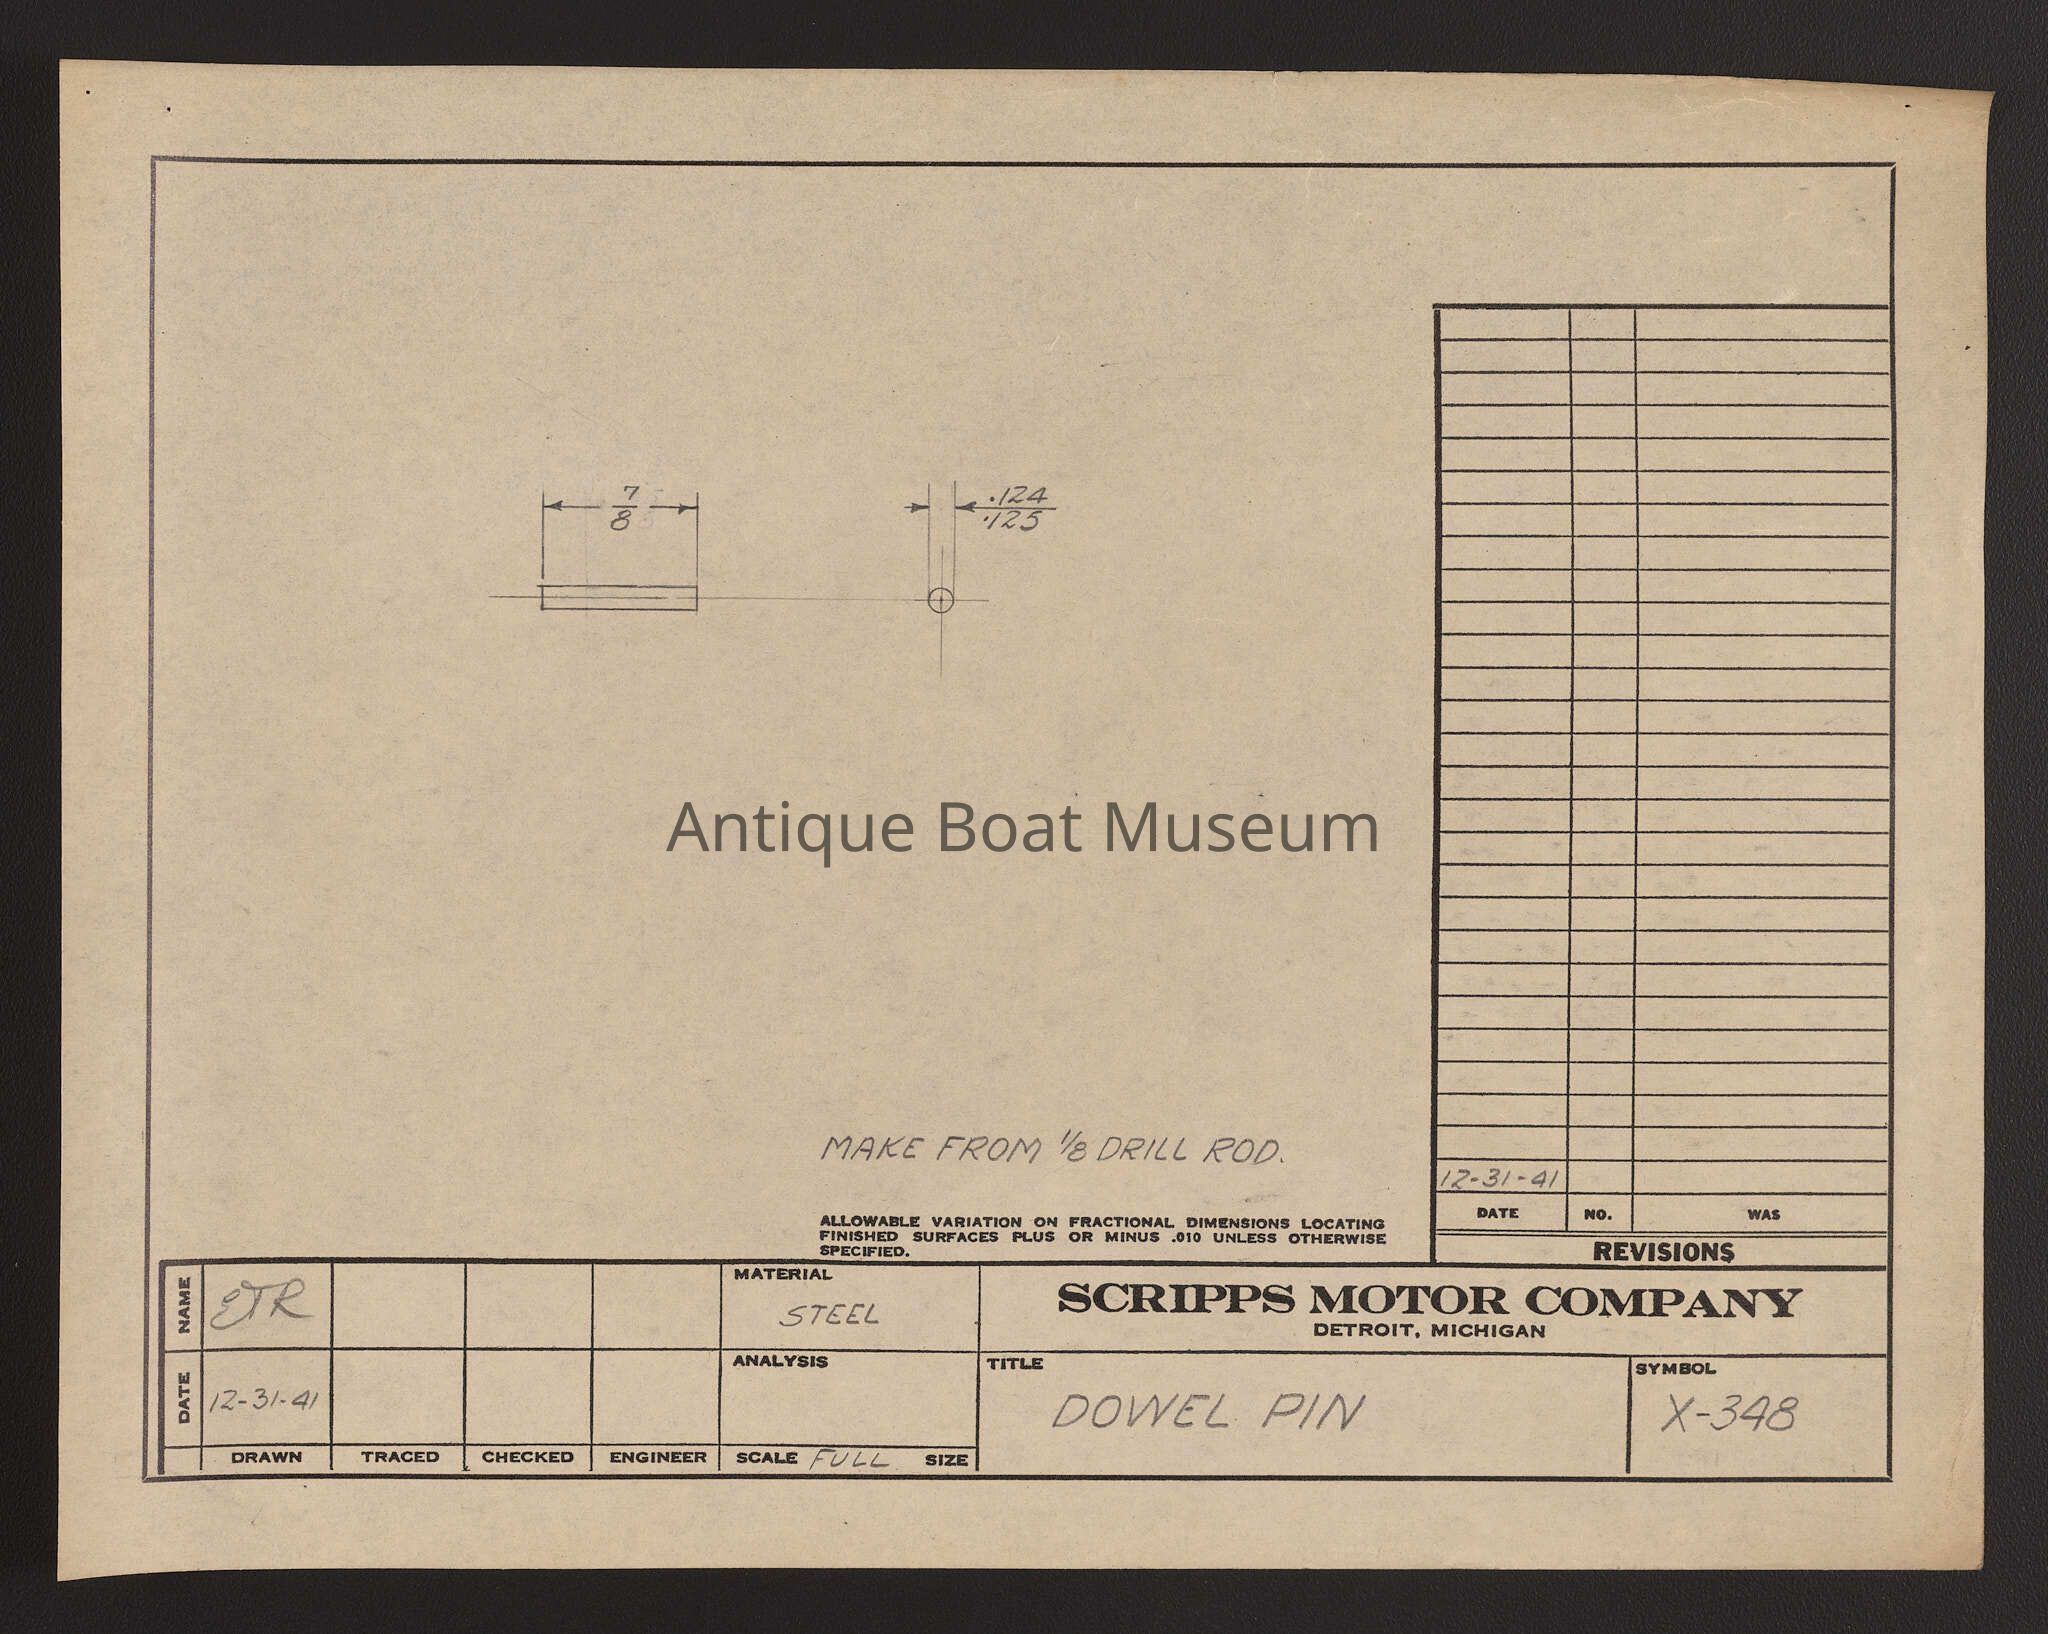 7
8
.124
.125
Antique Boat Museum
MAKE FROM 1/8 DRILL ROD.
12-31-41
DATE NO. WAS
REVISIONS
ALLOWABLE VARIATION ON FRACTIONAL DIMENSIONS LOCATING
FINISHED SURFACES PLUS OR MINUS .010 UNLESS OTHERWISE
SPECIFIED.
NAME ETR
DATE 12-31-41
DRAWN TRACED CHECKED ENGINEER
MATERIAL
STEEL
ANALYSIS
SCALE FULL SIZE
SCRIPPS MOTOR COMPANY
DETROIT, MICHIGAN
TITLE
DOWEL PIN
SYMBOL
X-348